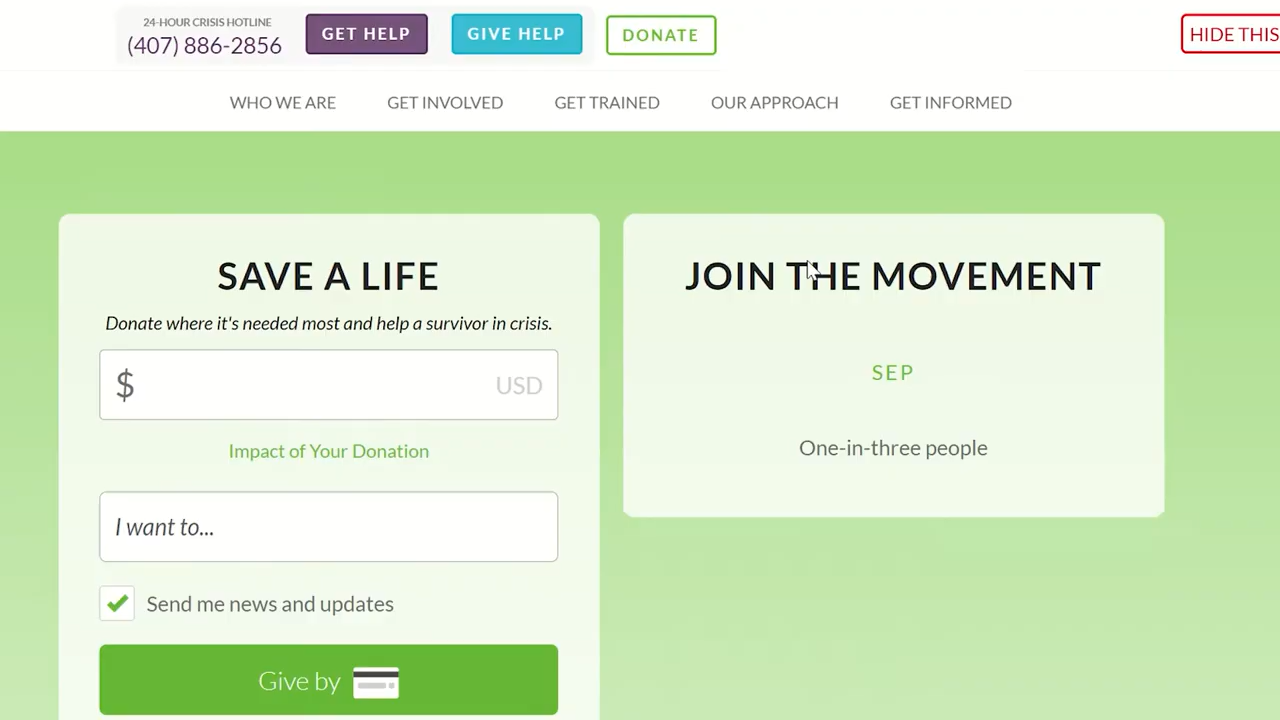 24-HOUR CRISIS HOTLINE
(407) 886-2856
GET HELP
GIVE HELP
DONATE
HIDE THIS
WHO WE ARE
GET INVOLVED
GET TRAINED
OUR APPROACH
GET INFORMED
SAVE A LIFE
Donate where it's needed most and help a survivor in crisis.
$ USD
Impact of Your Donation
I want to...
Send me news and updates
Give by
JOIN THE MOVEMENT
SEP
One-in-three people